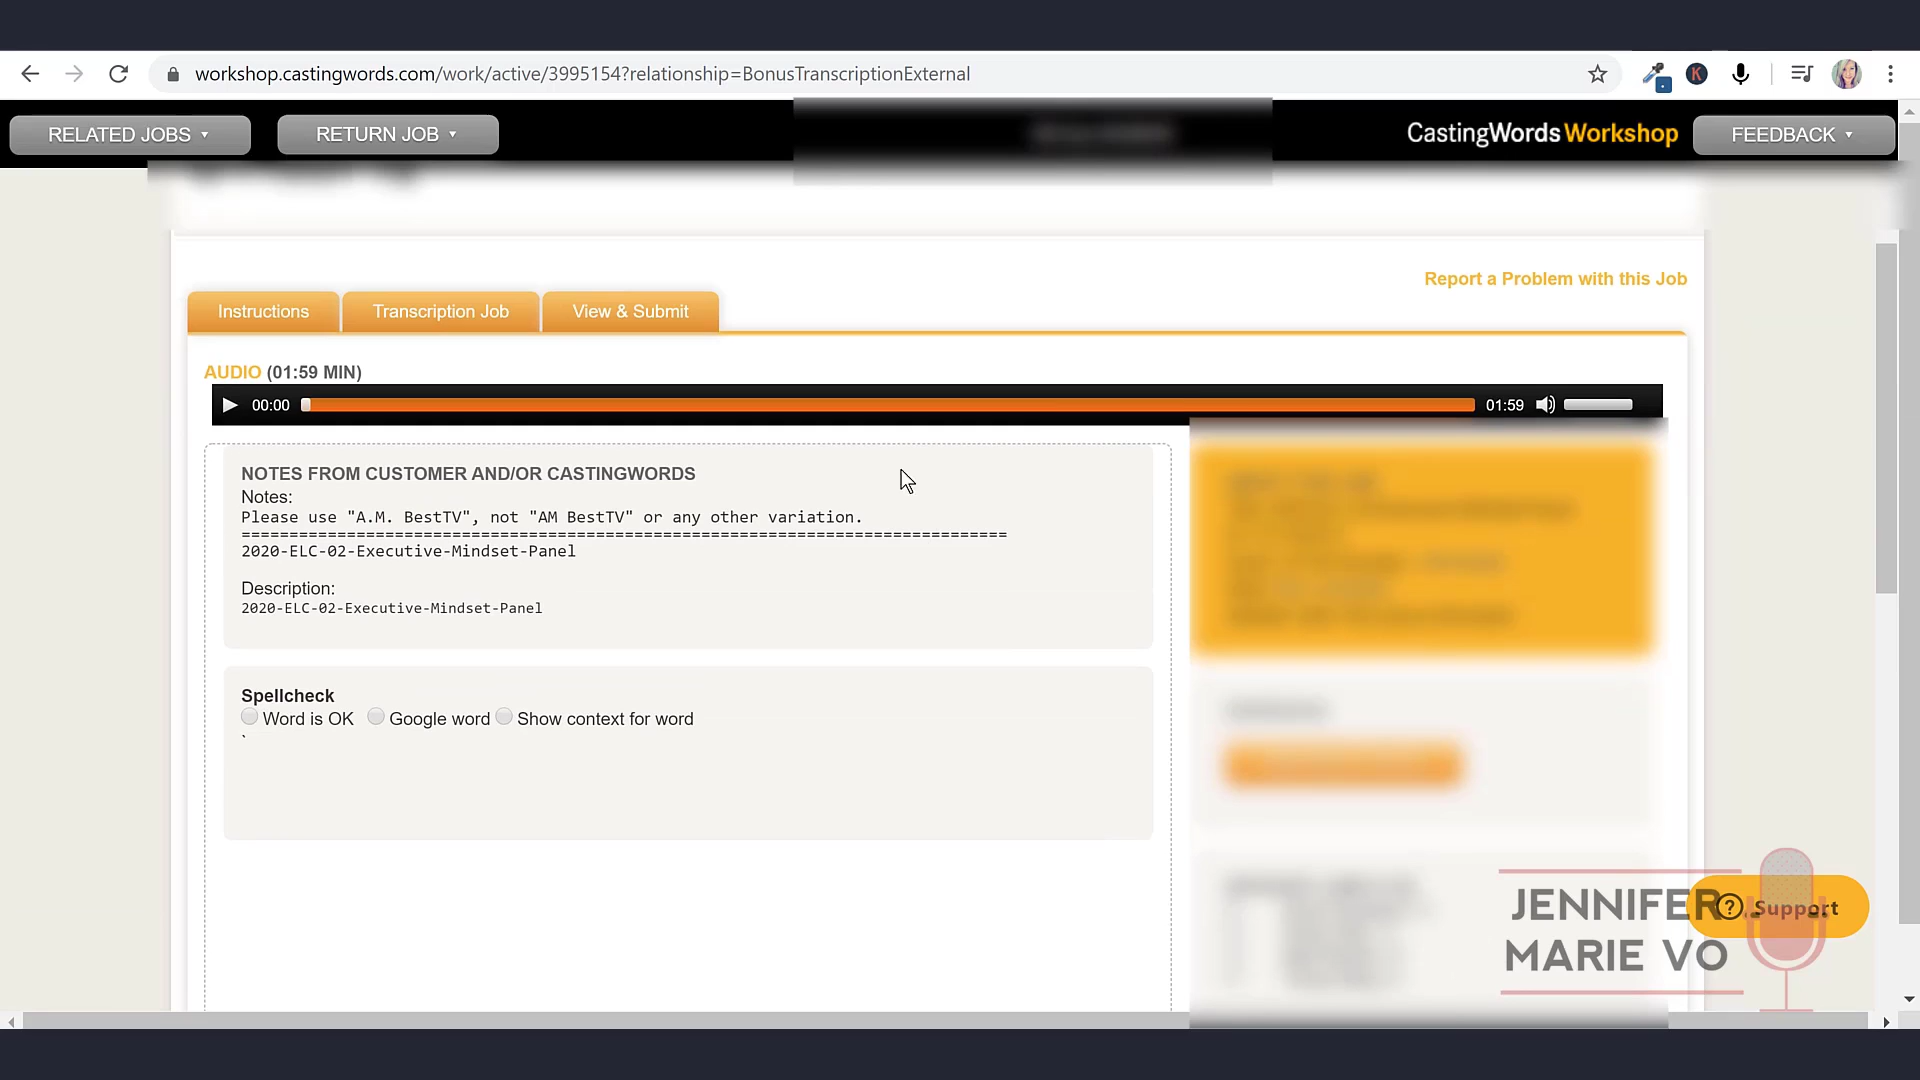 workshop.castingwords.com/work/active/3995154?relationship=BonusTranscriptionExternal
K
RELATED JOBS ▾
RETURN JOB ▾
CastingWords Workshop
FEEDBACK ▾
Report a Problem with this Job
Instructions
Transcription Job
View & Submit
AUDIO (01:59 MIN)
00:00
01:59
NOTES FROM CUSTOMER AND/OR CASTINGWORDS
Notes:
Please use "A.M. BestTV", not "AM BestTV" or any other variation.
================================================================================
2020-ELC-02-Executive-Mindset-Panel
Description:
2020-ELC-02-Executive-Mindset-Panel
Spellcheck
Word is OK Google word Show context for word
`
JENNIFER
MARIE VO
? Support